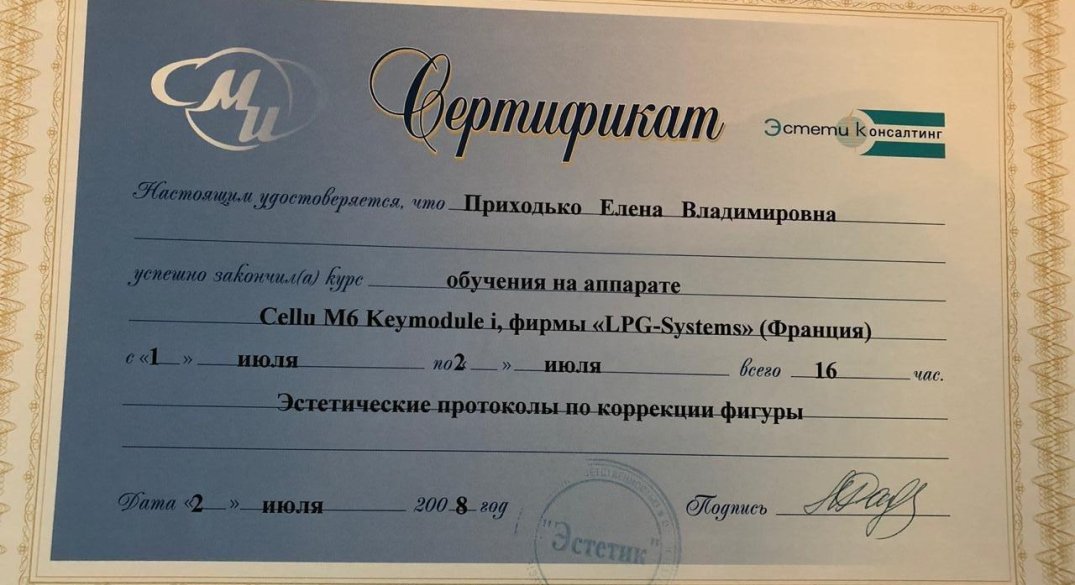 МИ
Сертификат
Эстетик Консалтинг
Настоящим удостоверяется, что Приходько Елена Владимировна
успешно закончил(а) курс обучения на аппарате
Cellu M6 Keymodule i, фирмы «LPG-Systems» (Франция)
с «1» июля по «2» июля всего 16 час.
Эстетические протоколы по коррекции фигуры
Дата «2» июля 2008 год Подпись
"Эстетик"